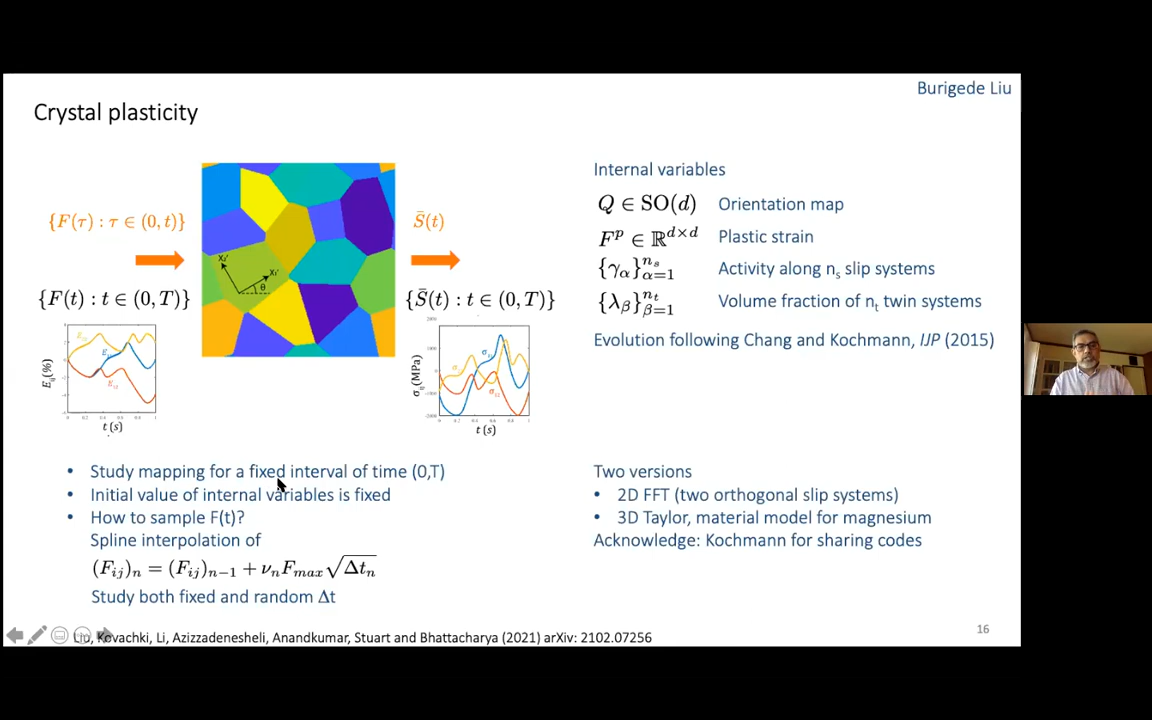 Burigede Liu
Crystal plasticity
{F(τ) : τ ∈ (0, t)}
S̄(t)
{F(t) : t ∈ (0, T)}
{S̄(t) : t ∈ (0, T)}
X₂' X₁' θ
E_ij(%)
t (s)
σ_ij(MPa)
t (s)
Internal variables
Q ∈ SO(d) Orientation map
F^p ∈ ℝ^{d×d} Plastic strain
{γ_α}_{α=1}^{n_s} Activity along n_s slip systems
{λ_β}_{β=1}^{n_t} Volume fraction of n_t twin systems
Evolution following Chang and Kochmann, IJP (2015)
• Study mapping for a fixed interval of time (0,T)
• Initial value of internal variables is fixed
• How to sample F(t)?
Spline interpolation of
(F_ij)_n = (F_ij)_{n−1} + ν_n F_max √Δt_n
Study both fixed and random Δt
Two versions
• 2D FFT (two orthogonal slip systems)
• 3D Taylor, material model for magnesium
Acknowledge: Kochmann for sharing codes
Liu, Kovachki, Li, Azizzadenesheli, Anandkumar, Stuart and Bhattacharya (2021) arXiv: 2102.07256
16